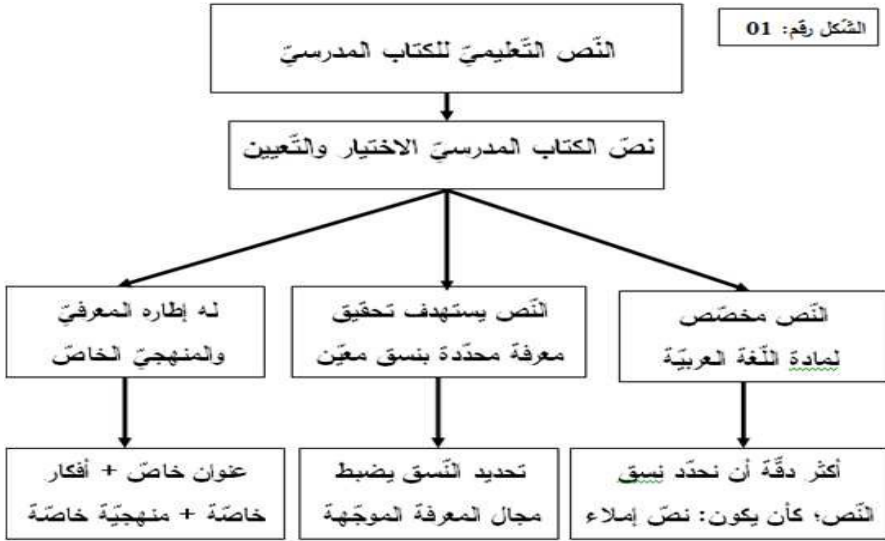 الشّكل رقم: 01
النّص التّعليميّ للكتاب المدرسيّ
نصّ الكتاب المدرسيّ الاختيار والتّعيين
النّص مخصّص
لمادة اللّغة العربيّة
النّص يستهدف تحقيق
معرفة محدّدة بنسق معيّن
له إطاره المعرفيّ
والمنهجيّ الخاصّ
أكثر دقّة أن نحدّد نسق
النّص؛ كأن يكون: نصّ إملاء
تحديد النّسق يضبط
مجال المعرفة الموجّهة
عنوان خاصّ + أفكار
خاصّة + منهجيّة خاصّة